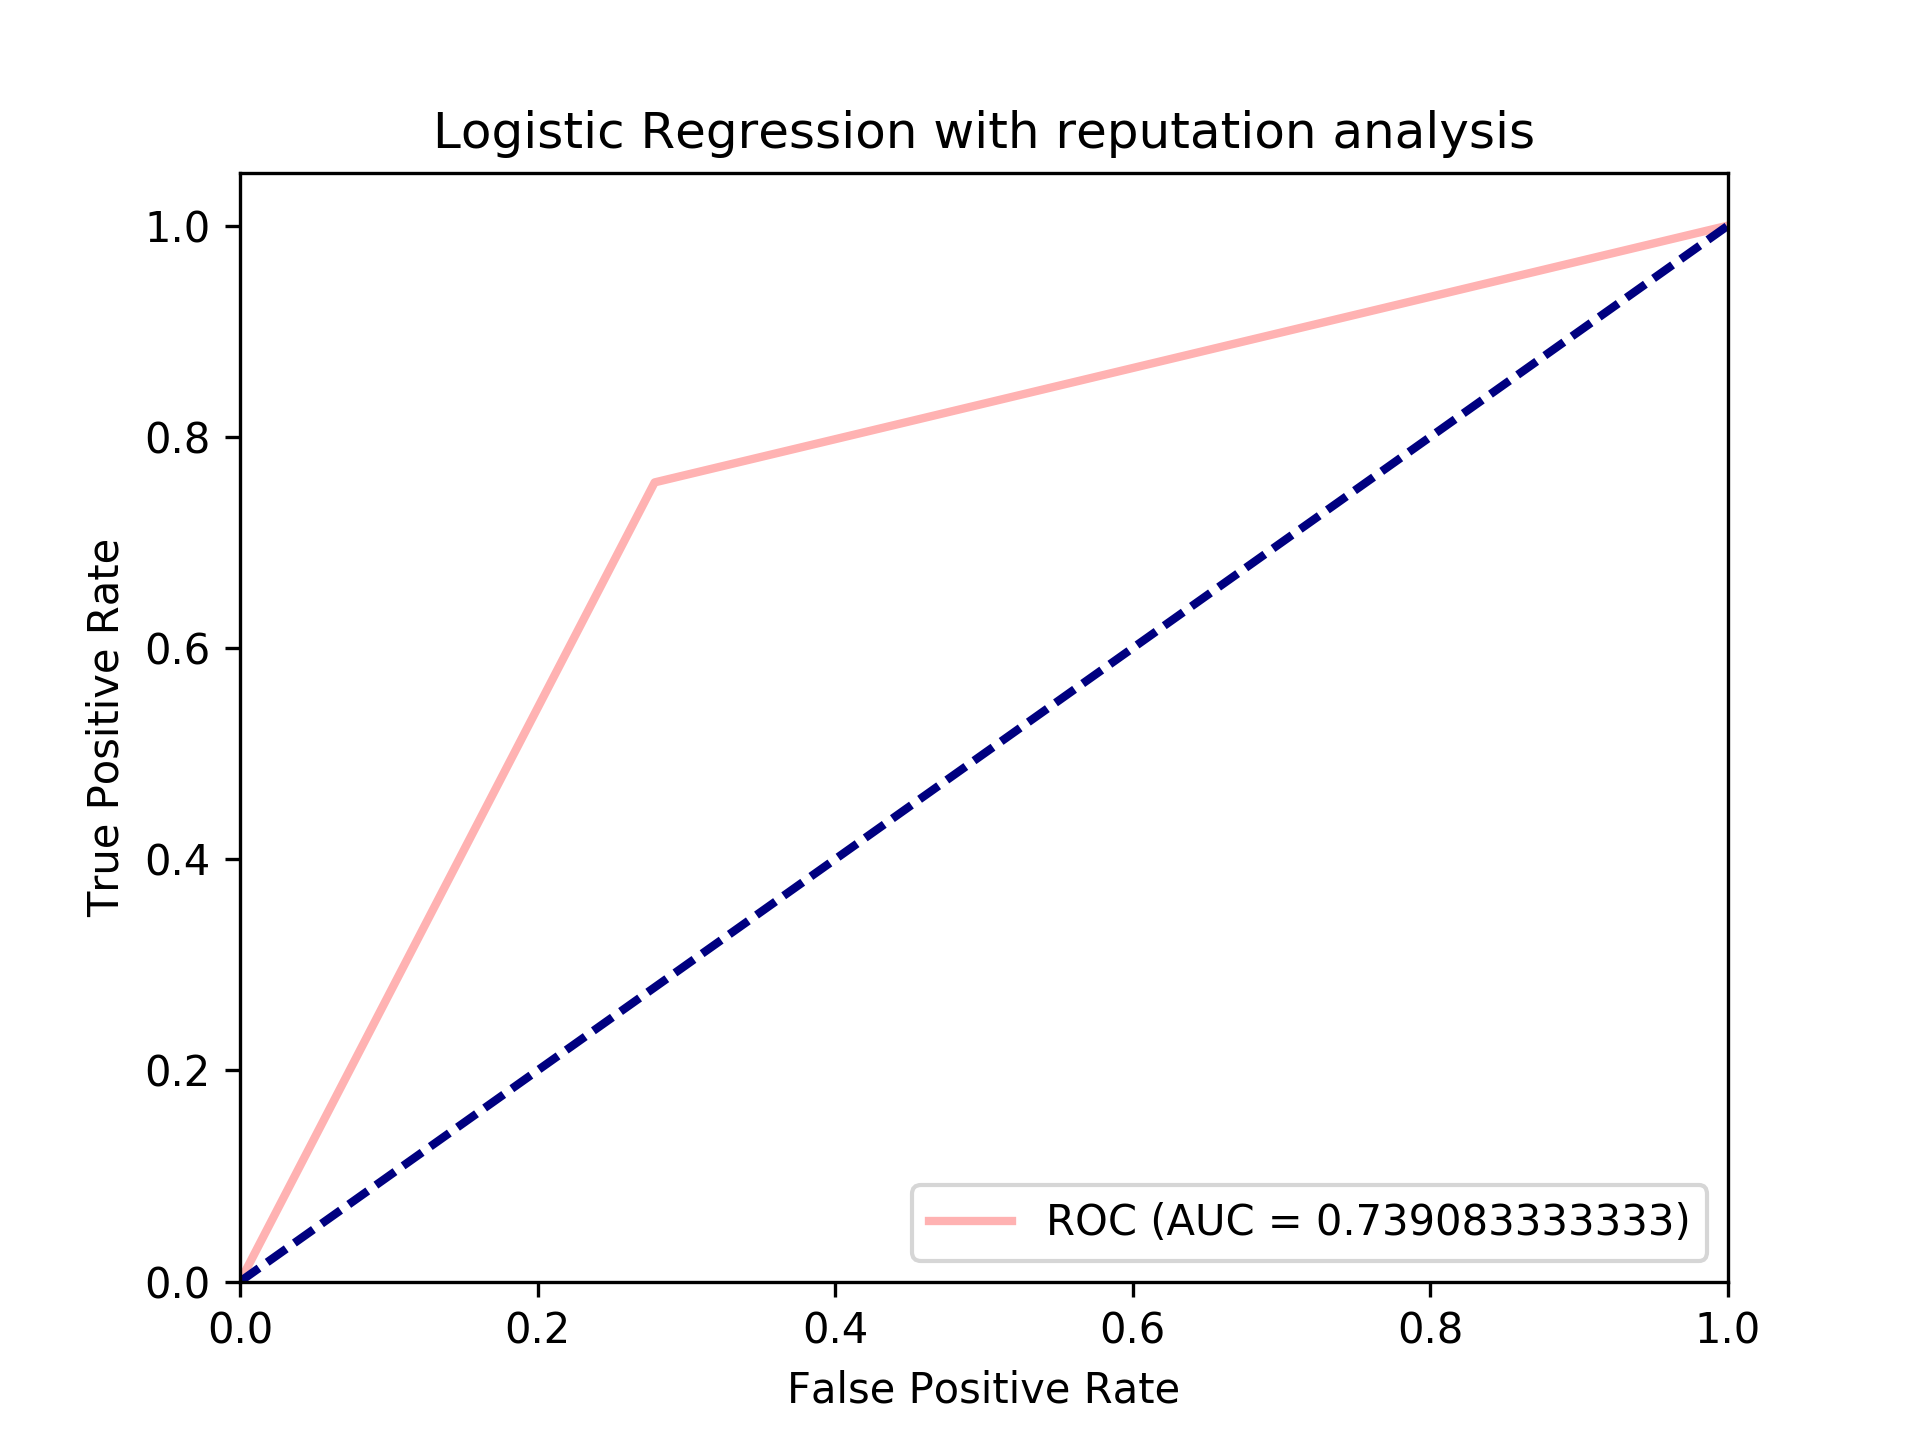 Logistic Regression with reputation analysis
True Positive Rate
1.0
0.8
0.6
0.4
0.2
0.0
ROC (AUC = 0.739083333333)
0.0 0.2 0.4 0.6 0.8 1.0
False Positive Rate